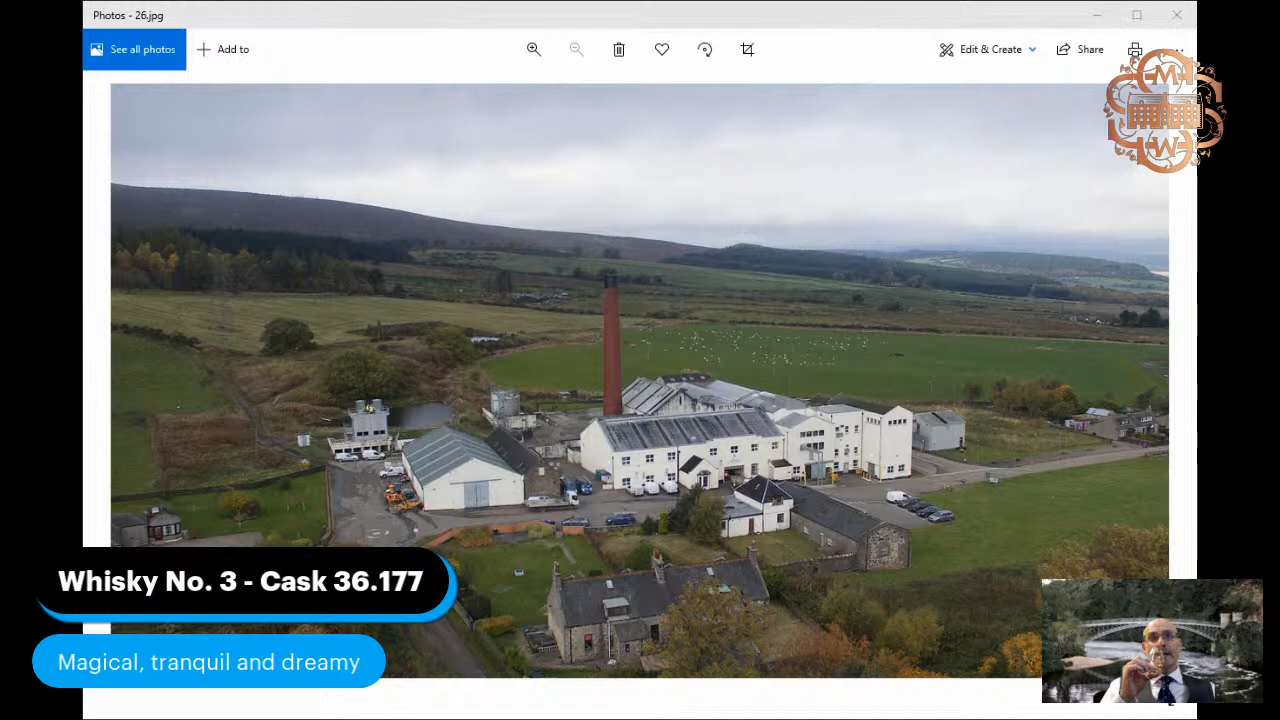 Photos - 26.jpg
See all photos
Add to
Edit & Create
Share
M
W
Whisky No. 3 - Cask 36.177
Magical, tranquil and dreamy